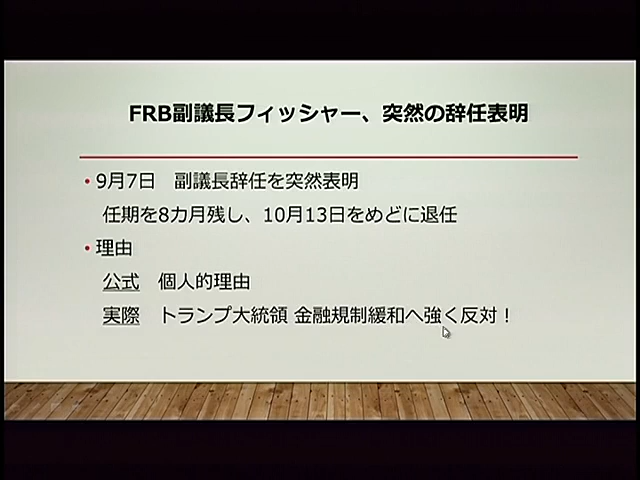 FRB副議長フィッシャー、突然の辞任表明
・9月7日　副議長辞任を突然表明
任期を8カ月残し、10月13日をめどに退任
・理由
公式　個人的理由
実際　トランプ大統領 金融規制緩和へ強く反対！